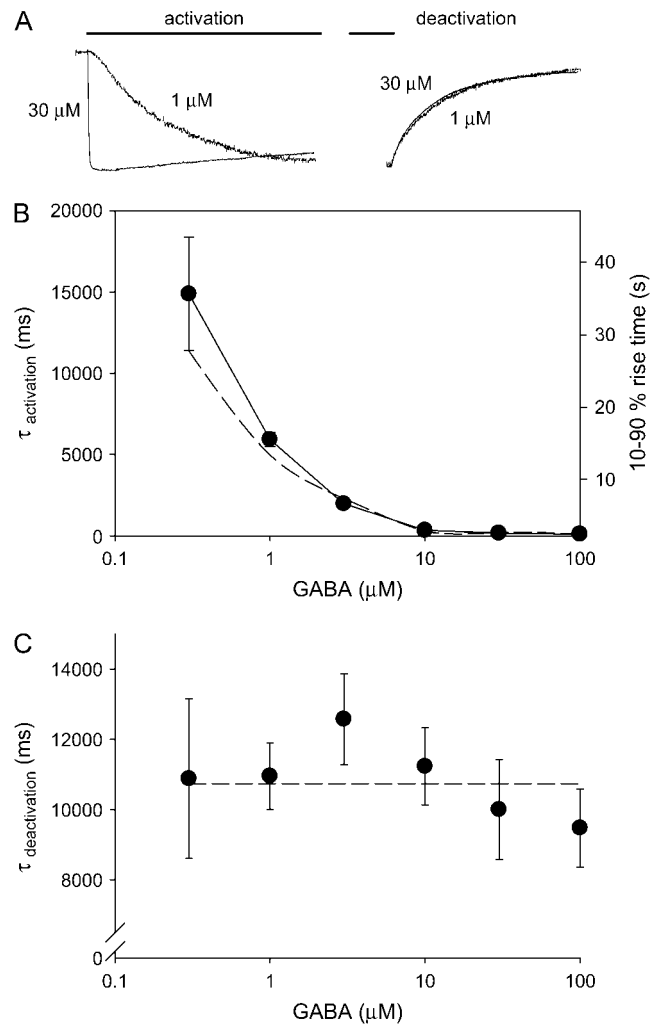 A
activation
deactivation
30 µM
1 µM
30 µM
1 µM
B
20000
15000
10000
5000
0
τ activation (ms)
40
30
20
10
10-90 % rise time (s)
0.1
1
10
100
GABA (µM)
C
14000
12000
10000
8000
0
τ deactivation (ms)
0.1
1
10
100
GABA (µM)